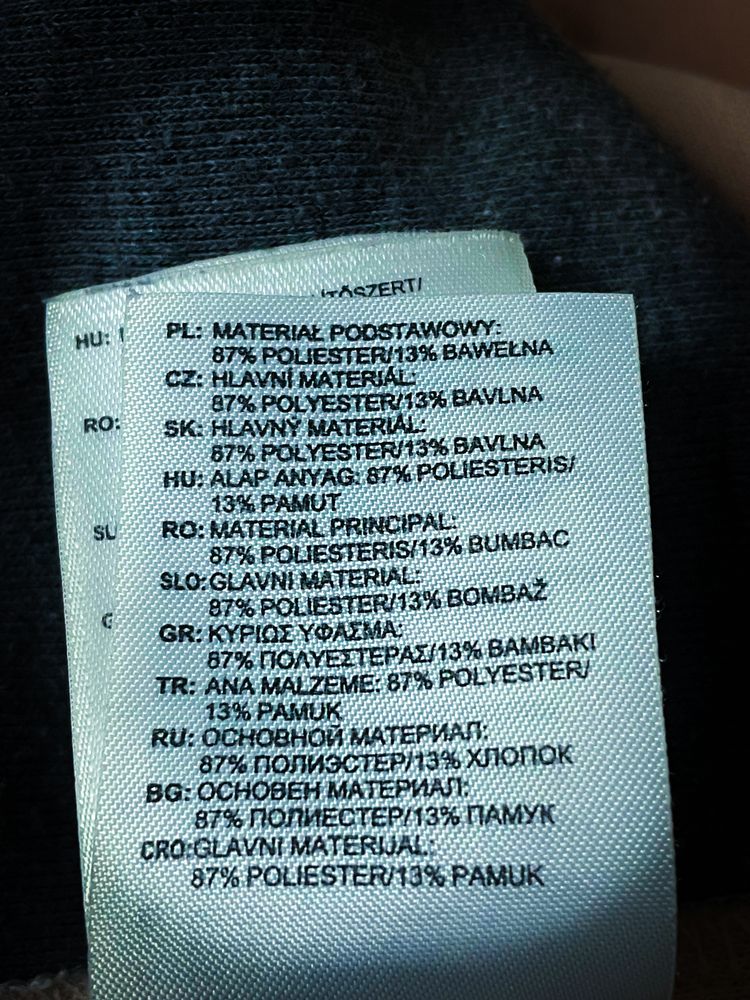 ÍTŐSZERT/
HU:
RO:
SU
PL: MATERIAŁ PODSTAWOWY:
87% POLIESTER/13% BAWEŁNA
CZ: HLAVNÍ MATERIÁL:
87% POLYESTER/13% BAVLNA
SK: HLAVNÝ MATERIÁL:
87% POLYESTER/13% BAVLNA
HU: ALAP ANYAG: 87% POLIESTERIS/
13% PAMUT
RO: MATERIAL PRINCIPAL:
87% POLIESTERIS/13% BUMBAC
SLO: GLAVNI MATERIAL:
87% POLIESTER/13% BOMBAŽ
GR: ΚΥΡΙΩΣ ΥΦΑΣΜΑ:
87% ΠΟΛΥΕΣΤΕΡΑΣ/13% ΒΑΜΒΑΚΙ
TR: ANA MALZEME: 87% POLYESTER/
13% PAMUK
RU: ОСНОВНОЙ МАТЕРИАЛ:
87% ПОЛИЭСТЕР/13% ХЛОПОК
BG: ОСНОВЕН МАТЕРИАЛ:
87% ПОЛИЕСТЕР/13% ПАМУК
CRO: GLAVNI MATERIJAL:
87% POLIESTER/13% PAMUK